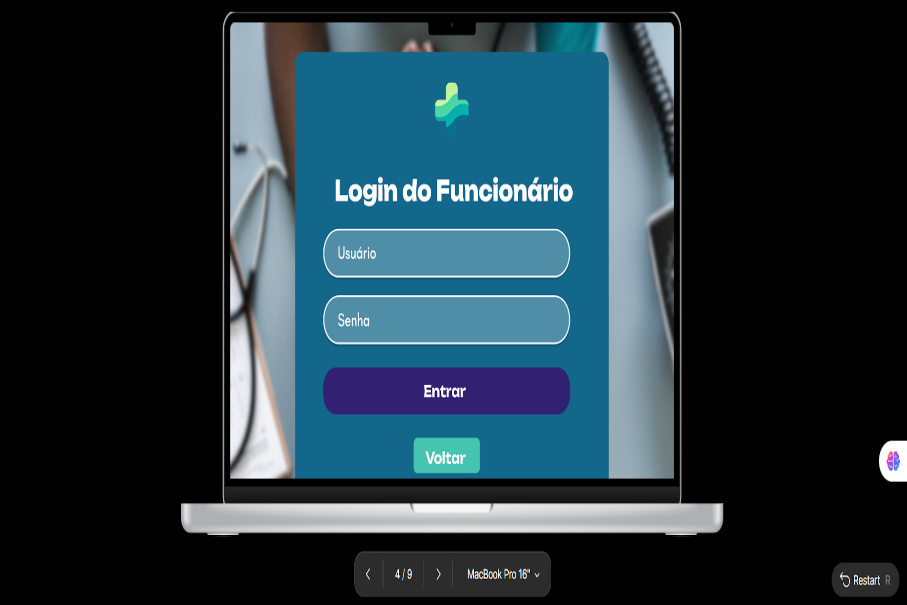 Login do Funcionário
Usuário
Senha
Entrar
Voltar
4 / 9
MacBook Pro 16"
Restart R